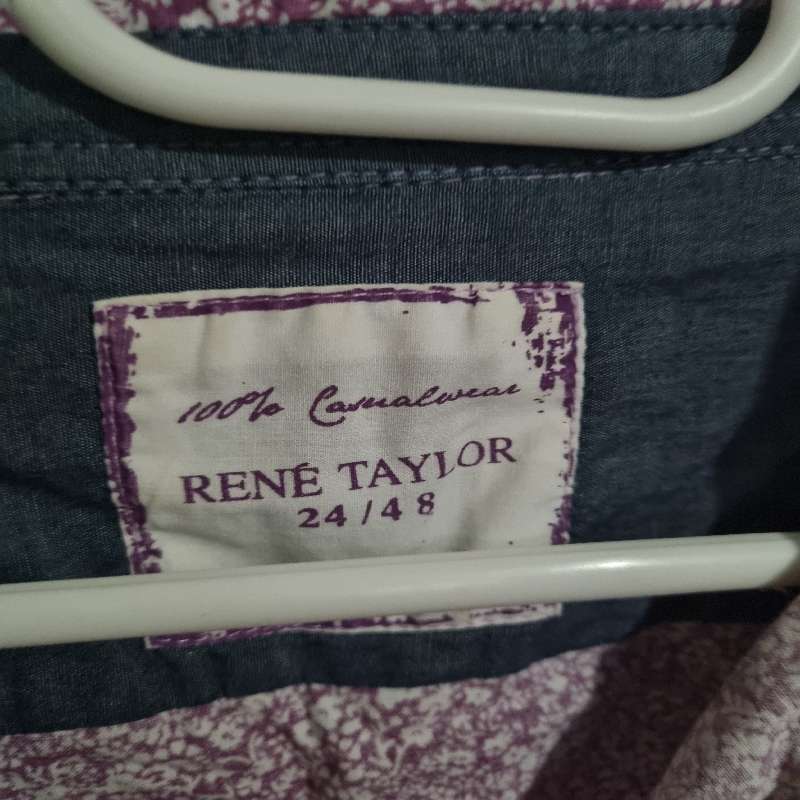 100% Casualwear
RENÉ TAYLOR
24/48